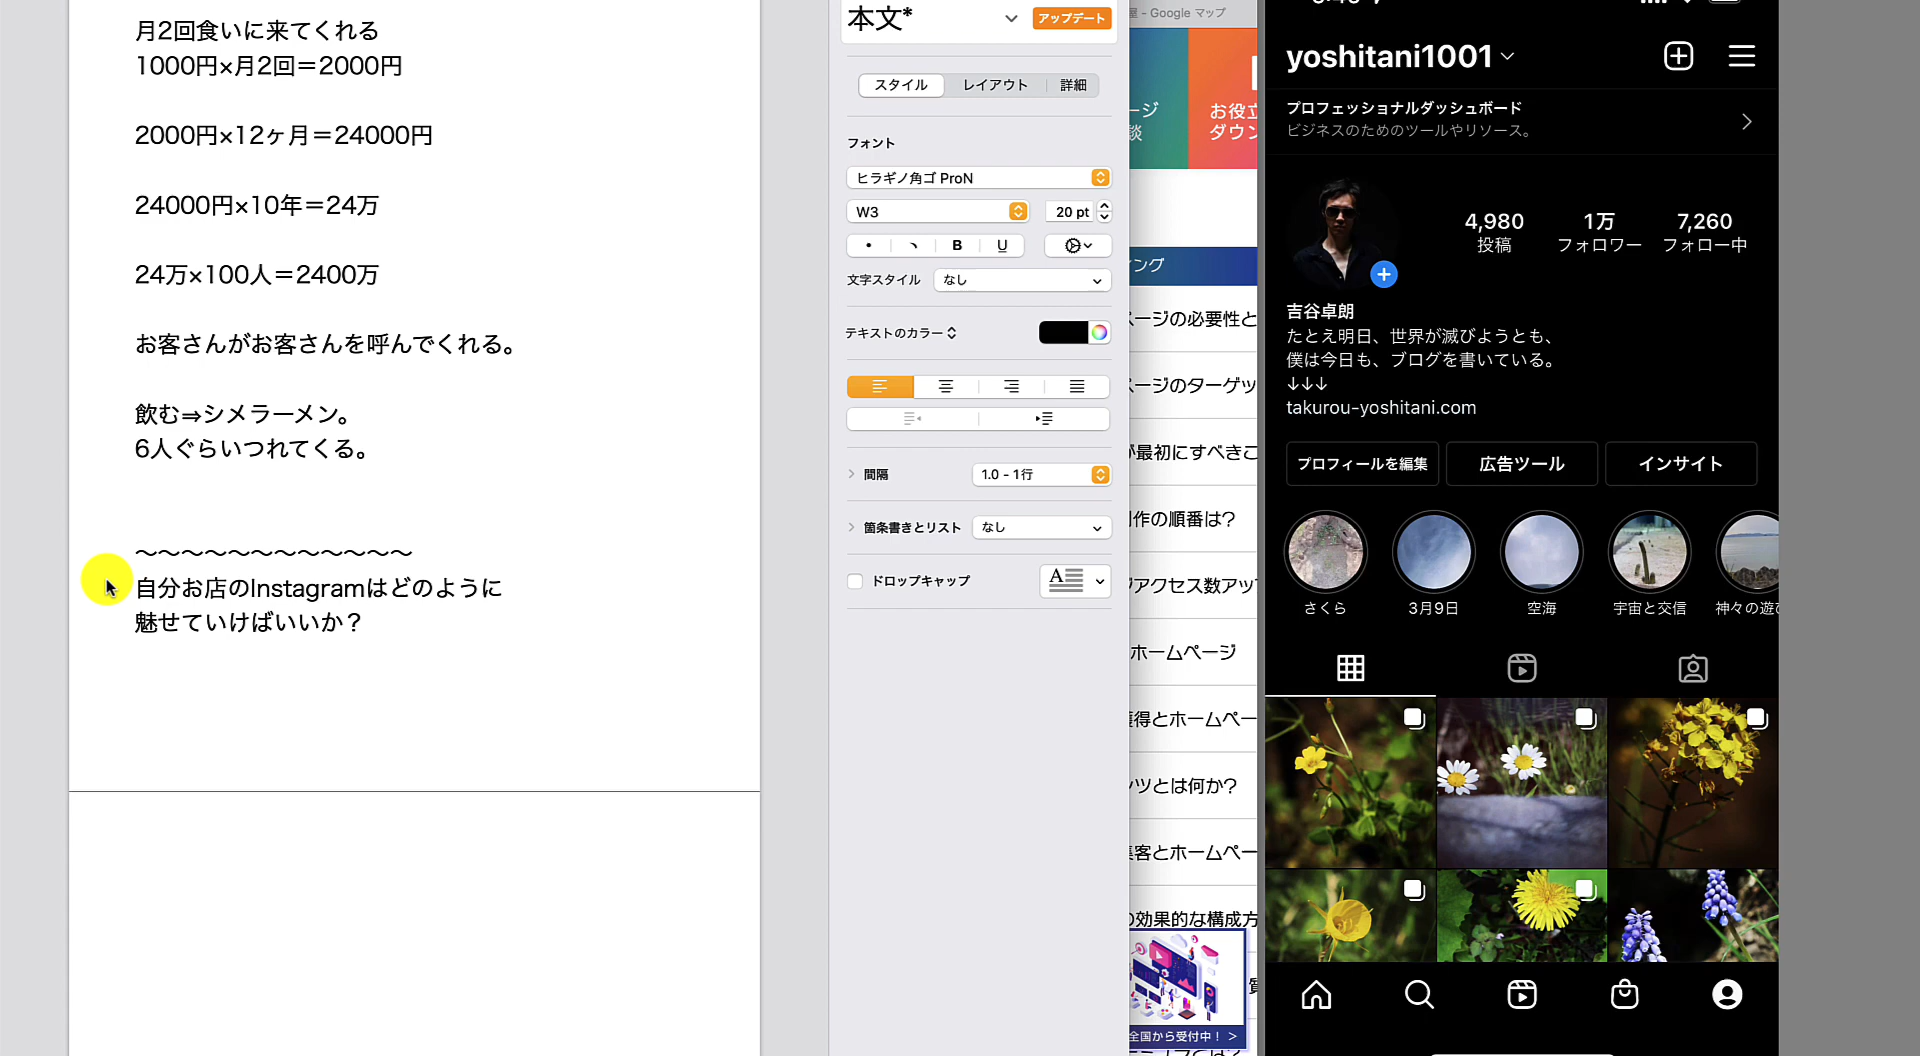 月2回食いに来てくれる
1000円×月2回＝2000円
2000円×12ヶ月＝24000円
24000円×10年＝24万
24万×100人＝2400万
お客さんがお客さんを呼んでくれる。
飲む⇒シメラーメン。
6人ぐらいつれてくる。
〜〜〜〜〜〜〜〜〜〜〜〜
自分お店のInstagramはどのように
魅せていけばいいか？
本文*
アップデート
スタイル
レイアウト
詳細
フォント
ヒラギノ角ゴ ProN
W3
20 pt
B
U
文字スタイル
なし
テキストのカラー
間隔
1.0 - 1行
箇条書きとリスト
なし
ドロップキャップ
A
- Google マップ
ージ
談
お役立
ダウン
ング
ページの必要性と
ページのターゲッ
が最初にすべきこ
作の順番は?
アクセス数アッ
ホームページ
得とホームペー
ンツとは何か?
集客とホームペー
の効果的な構成方
全国から受付中！ >
yoshitani1001
プロフェッショナルダッシュボード
ビジネスのためのツールやリソース。
4,980
投稿
1万
フォロワー
7,260
フォロー中
吉谷卓朗
たとえ明日、世界が滅びようとも、
僕は今日も、ブログを書いている。
↓↓↓
takurou-yoshitani.com
プロフィールを編集
広告ツール
インサイト
さくら
3月9日
空海
宇宙と交信
神々の遊び